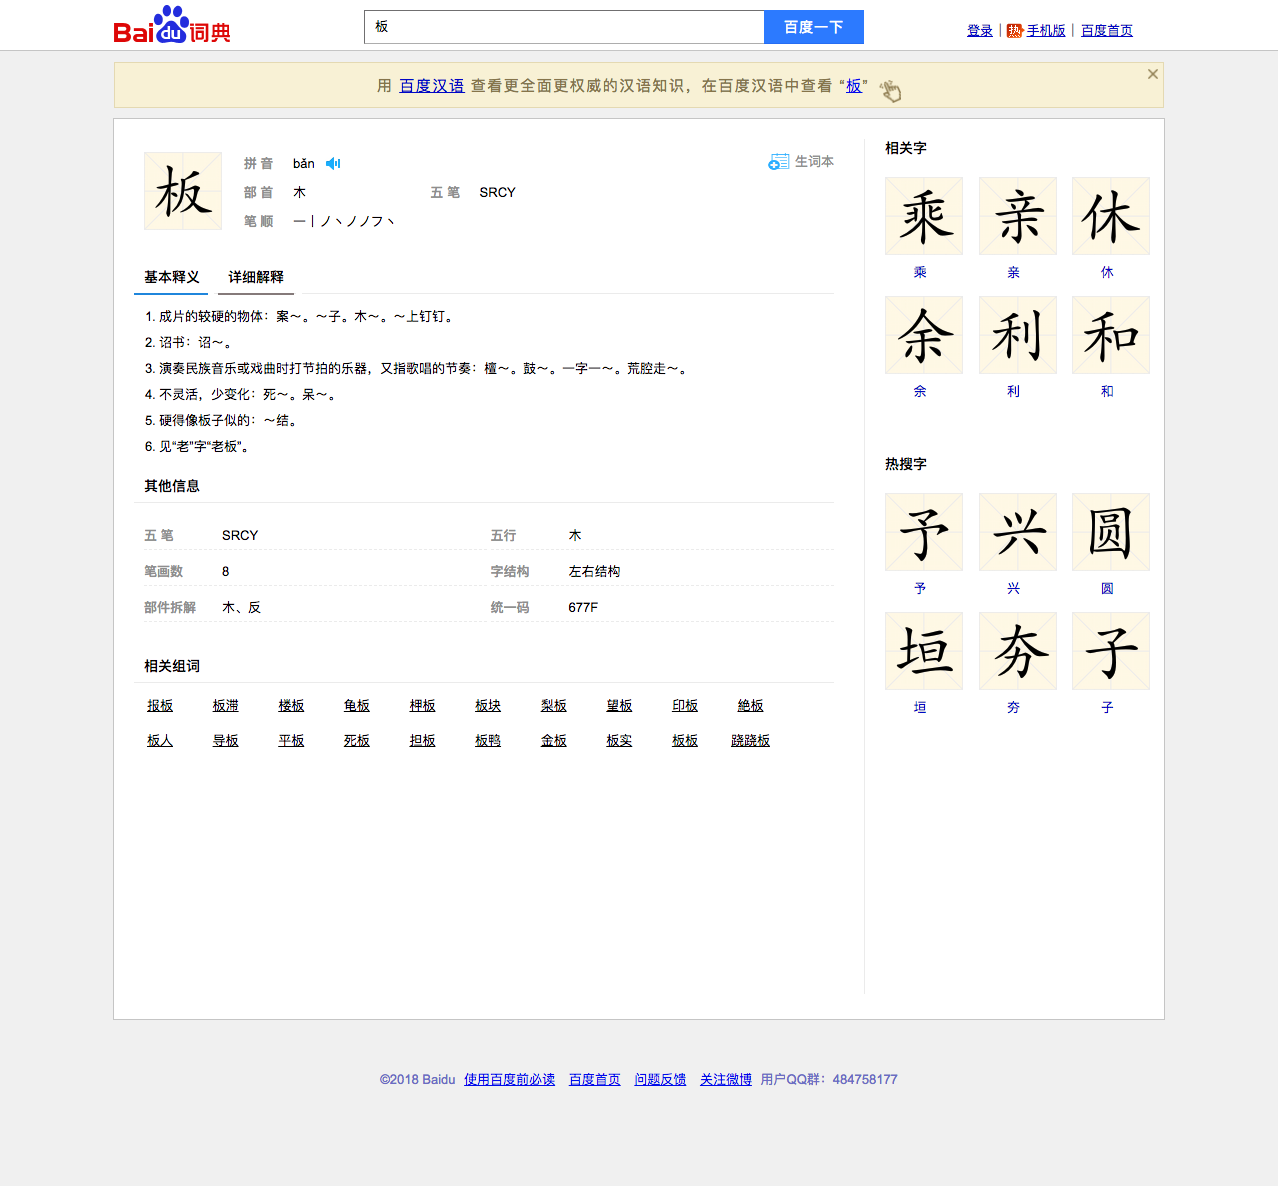 Bai du 词典
板
百度一下
登录 | 热 手机版 | 百度首页
用 百度汉语 查看更全面更权威的汉语知识，在百度汉语中查看 “板”
板
拼 音 bǎn
生词本
部 首 木 五 笔 SRCY
笔 顺 一丨ノ丶ノノフ丶
基本释义 详细解释
1. 成片的较硬的物体：案～。～子。木～。～上钉钉。
2. 诏书：诏～。
3. 演奏民族音乐或戏曲时打节拍的乐器，又指歌唱的节奏：檀～。鼓～。一字一～。荒腔走～。
4. 不灵活，少变化：死～。呆～。
5. 硬得像板子似的：～结。
6. 见“老”字“老板”。
其他信息
五 笔 SRCY 五行 木
笔画数 8 字结构 左右结构
部件拆解 木、反 统一码 677F
相关组词
报板 板滞 楼板 龟板 柙板 板块 梨板 望板 印板 絶板
板人 导板 平板 死板 担板 板鸭 金板 板实 板板 跷跷板
相关字
乘 亲 休
乘 亲 休
余 利 和
余 利 和
热搜字
予 兴 圆
予 兴 圆
垣 夯 子
垣 夯 子
©2018 Baidu 使用百度前必读 百度首页 问题反馈 关注微博 用户QQ群：484758177